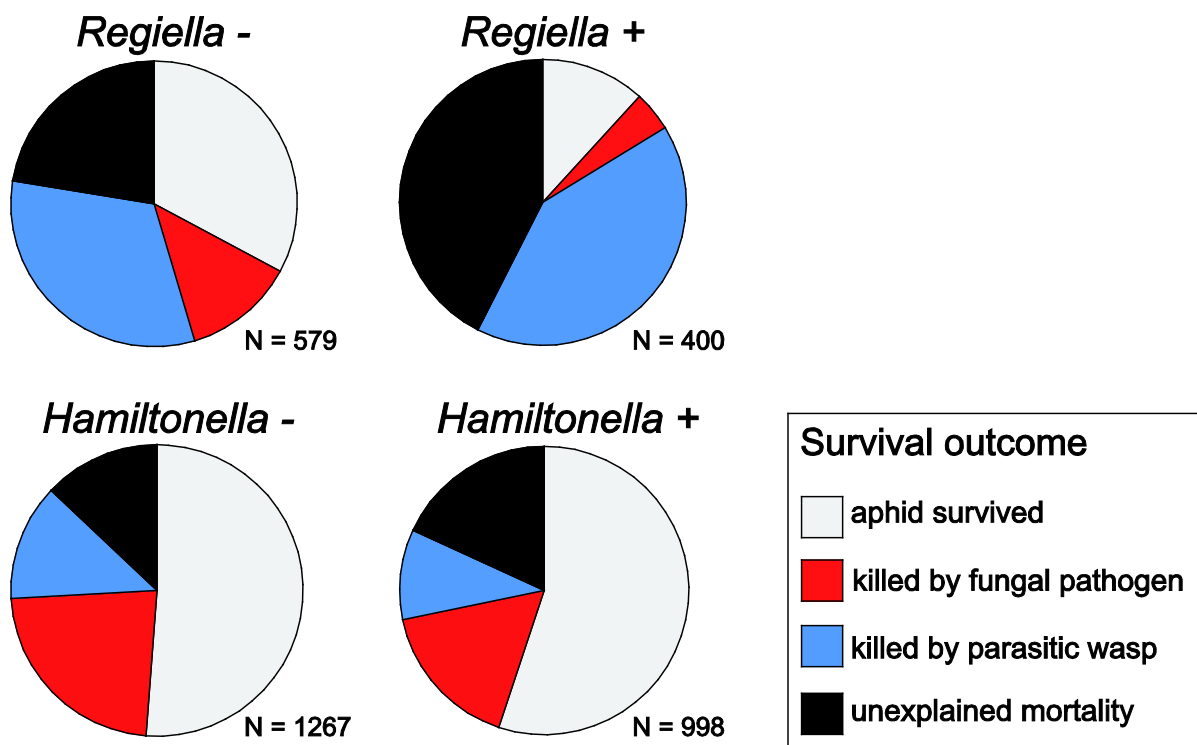 Regiella -
Regiella +
N = 579
N = 400
Hamiltonella -
Hamiltonella +
N = 1267
N = 998
Survival outcome
aphid survived
killed by fungal pathogen
killed by parasitic wasp
unexplained mortality